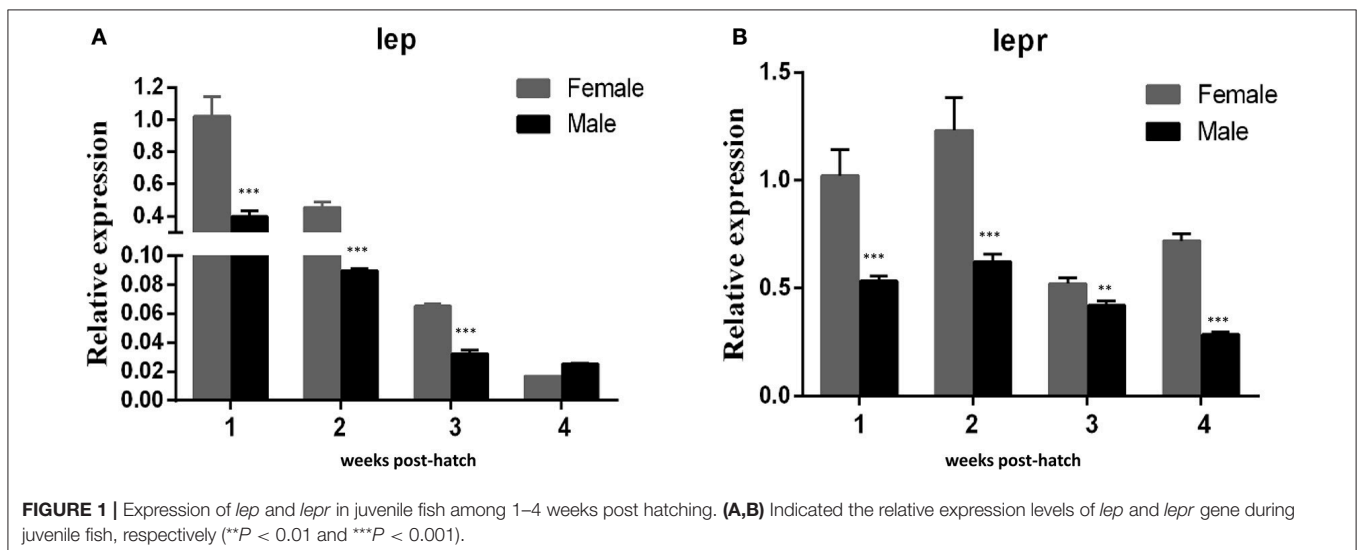 A
lep
Female
Male
Relative expression
1.2
1.0
0.8
0.6
0.4
0.10
0.08
0.06
0.04
0.02
0.00
***
***
***
1 2 3 4
weeks post-hatch
B
lepr
Female
Male
Relative expression
1.5
1.0
0.5
0.0
***
***
**
***
1 2 3 4
weeks post-hatch
FIGURE 1 | Expression of lep and lepr in juvenile fish among 1–4 weeks post hatching. (A,B) Indicated the relative expression levels of lep and lepr gene during
juvenile fish, respectively (**P < 0.01 and ***P < 0.001).